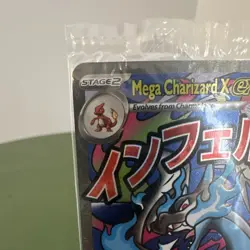 STAGE2
Mega Charizard X ex
Evolves from Char
インフェル